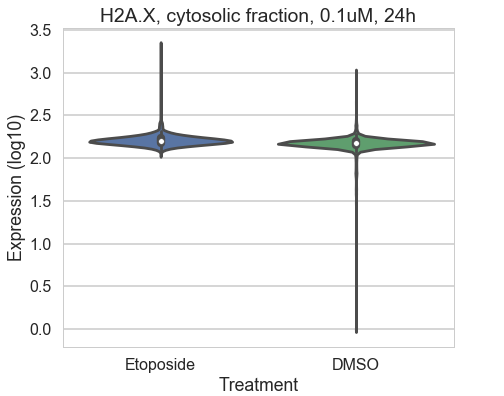 H2A.X, cytosolic fraction, 0.1uM, 24h
Expression (log10)
3.5
3.0
2.5
2.0
1.5
1.0
0.5
0.0
Etoposide DMSO
Treatment